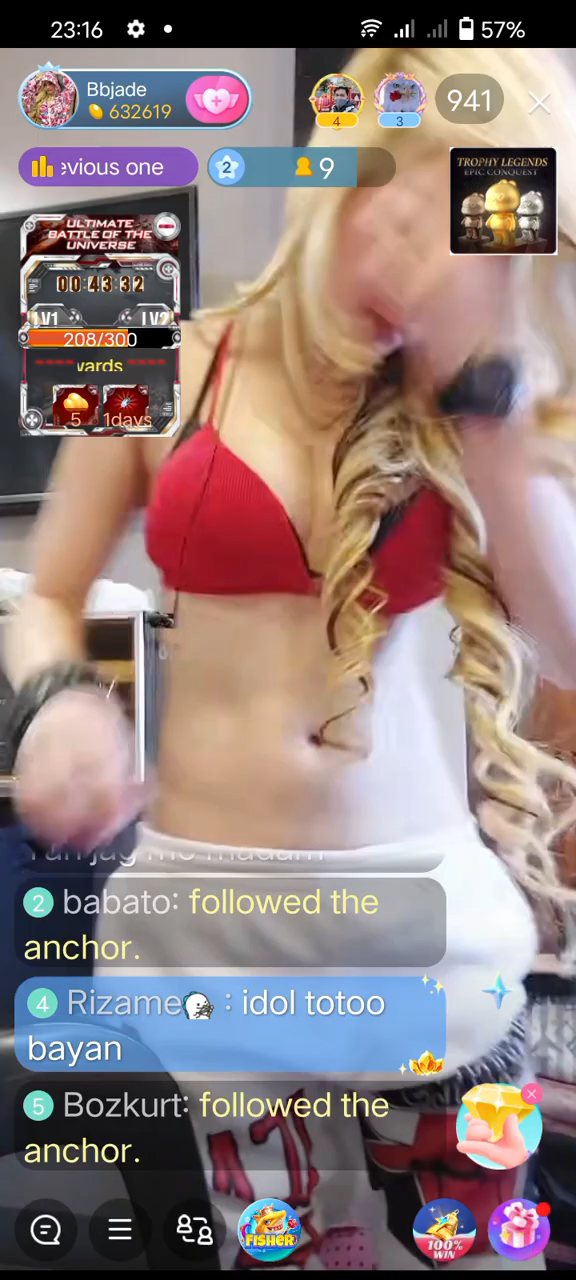 23:16
57%
Bbjade
632619
4
3
941
evious one
2
9
TROPHY LEGENDS
EPIC CONQUEST
ULTIMATE
BATTLE OF THE
UNIVERSE
00:43:32
LV1
LV2
208/300
wards
5
1days
2 babato: followed the
anchor.
4 Rizame : idol totoo
bayan
5 Bozkurt: followed the
anchor.
FISHER
100%
WIN